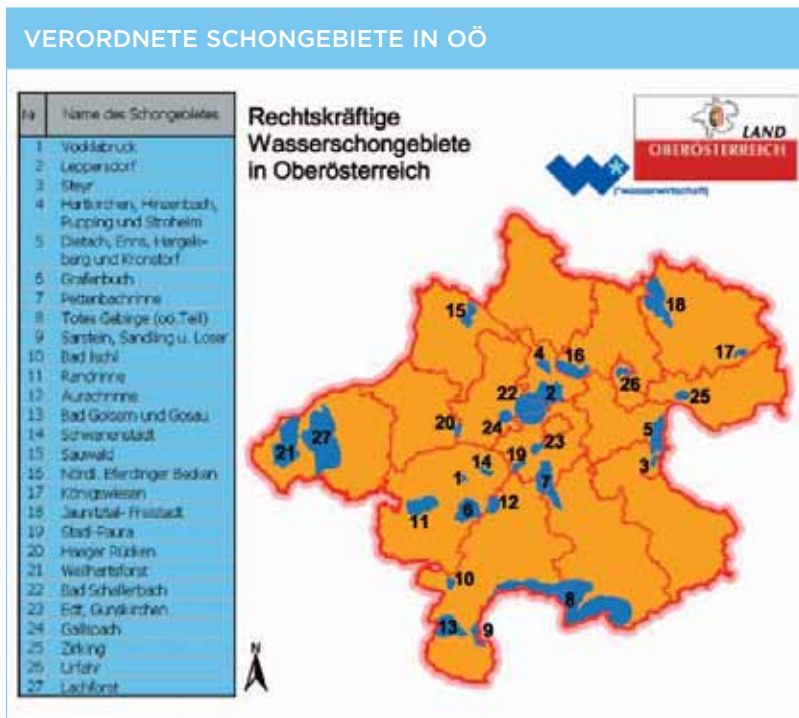 VERORDNETE SCHONGEBIETE IN OÖ
Nr Name des Schongebietes
1 Vöcklabruck
2 Leppersdorf
3 Steyr
4 Hartkirchen, Hinzenbach,
Pupping und Stroheim
5 Dietach, Enns, Hargels-
berg und Kronstorf
6 Graferbuch
7 Pettenbachrinne
8 Totes Gebirge (oö.Teil)
9 Sarstein, Sandling u. Loser
10 Bad Ischl
11 Randrinne
12 Aurachrinne
13 Bad Goisern und Gosau
14 Schwanenstadt
15 Sauwald
16 Nördl. Eferdinger Becken
17 Königswiesen
18 Jaunitztal- Freistadt
19 Stadl-Paura
20 Haager Rücken
21 Weilhartsforst
22 Bad Schallerbach
23 Edt, Gunskirchen
24 Gallspach
25 Zirking
26 Urfahr
27 Lachforst
Rechtskräftige
Wasserschongebiete
in Oberösterreich
LAND
OBERÖSTERREICH
(*wasserwirtschaft)
18
15
17
4
16
26
2
22
25
20
24
5
21
27
23
19
3
14
1
7
12
6
11
10
8
13
9
N